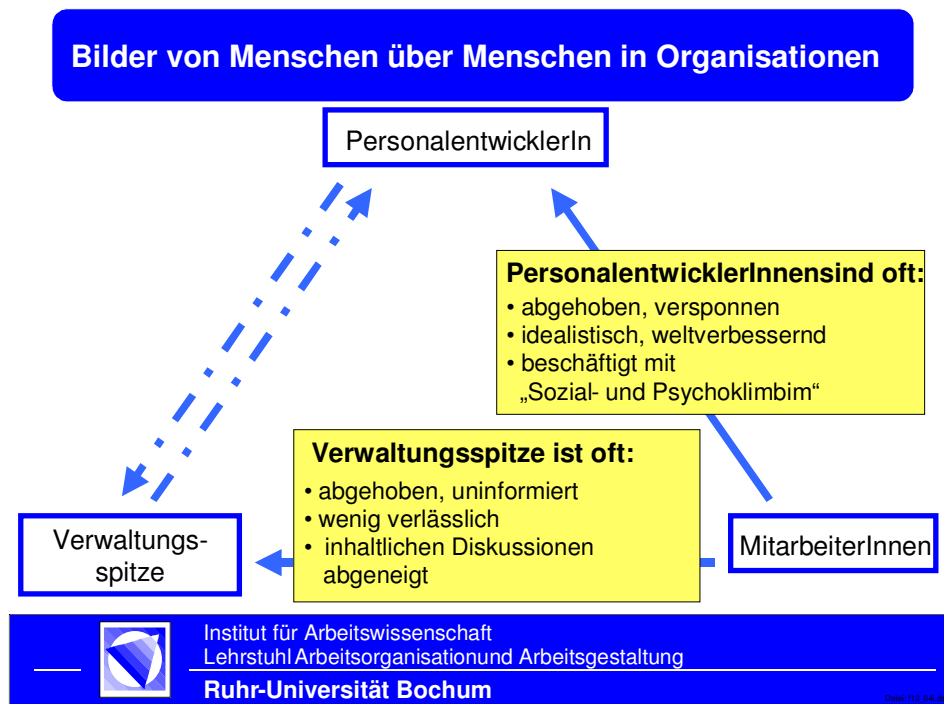 Bilder von Menschen über Menschen in Organisationen
PersonalentwicklerIn
PersonalentwicklerInnensind oft:
• abgehoben, versponnen
• idealistisch, weltverbessernd
• beschäftigt mit
„Sozial- und Psychoklimbim“
Verwaltungsspitze ist oft:
• abgehoben, uninformiert
• wenig verlässlich
• inhaltlichen Diskussionen
abgeneigt
Verwaltungs-
spitze
MitarbeiterInnen
Institut für Arbeitswissenschaft
Lehrstuhl Arbeitsorganisationund Arbeitsgestaltung
Ruhr-Universität Bochum